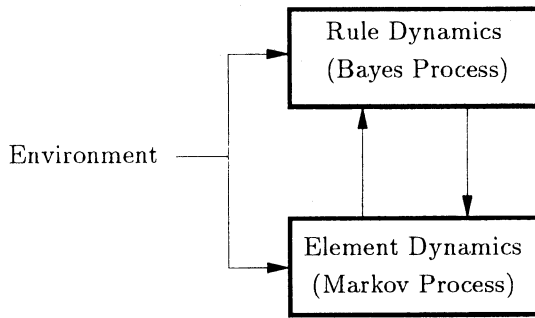 Rule Dynamics
(Bayes Process)
Environment
Element Dynamics
(Markov Process)